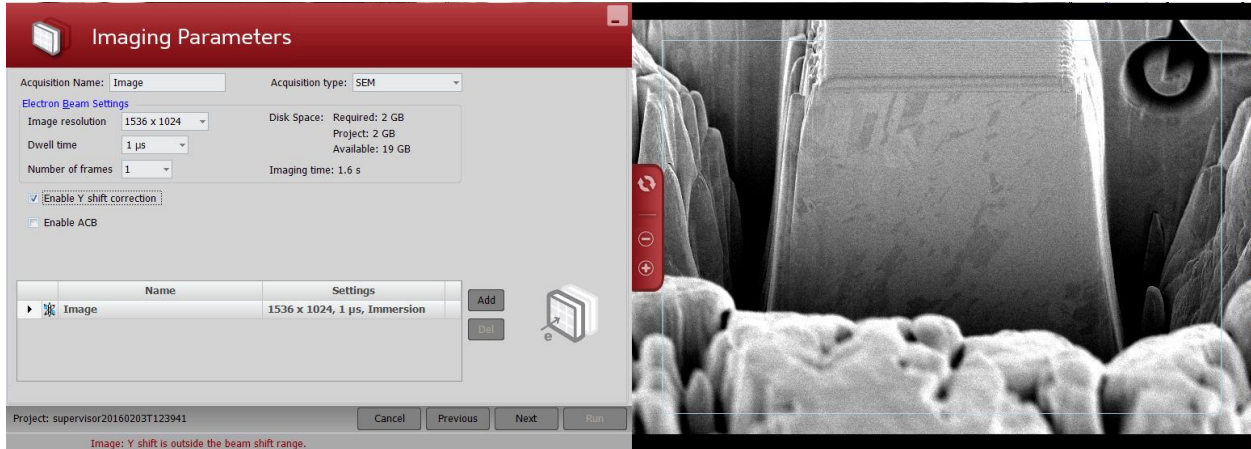 Imaging Parameters
Acquisition Name: Image
Acquisition type: SEM
Electron Beam Settings
Image resolution 1536 x 1024
Disk Space: Required: 2 GB
Project: 2 GB
Dwell time 1 µs
Available: 19 GB
Number of frames 1
Imaging time: 1.6 s
Enable Y shift correction
Enable ACB
Name Settings
Image 1536 x 1024, 1 µs, Immersion
Add
Del
e
Project: supervisor20160203T123941
Cancel Previous Next Run
Image: Y shift is outside the beam shift range.